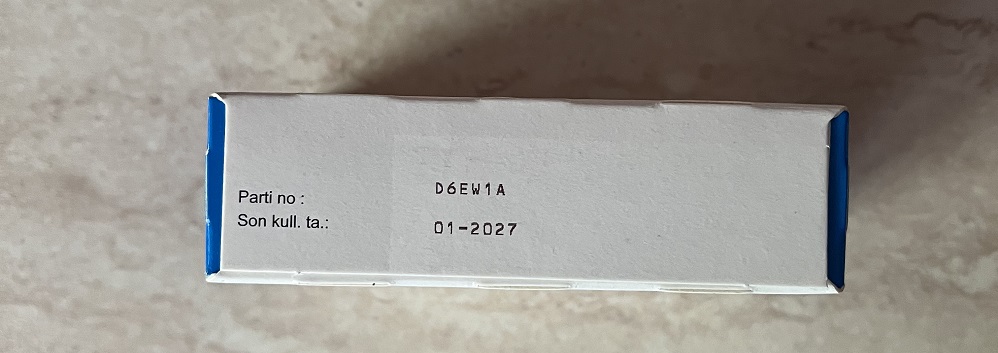 Parti no : D6EW1A
Son kull. ta.: 01-2027